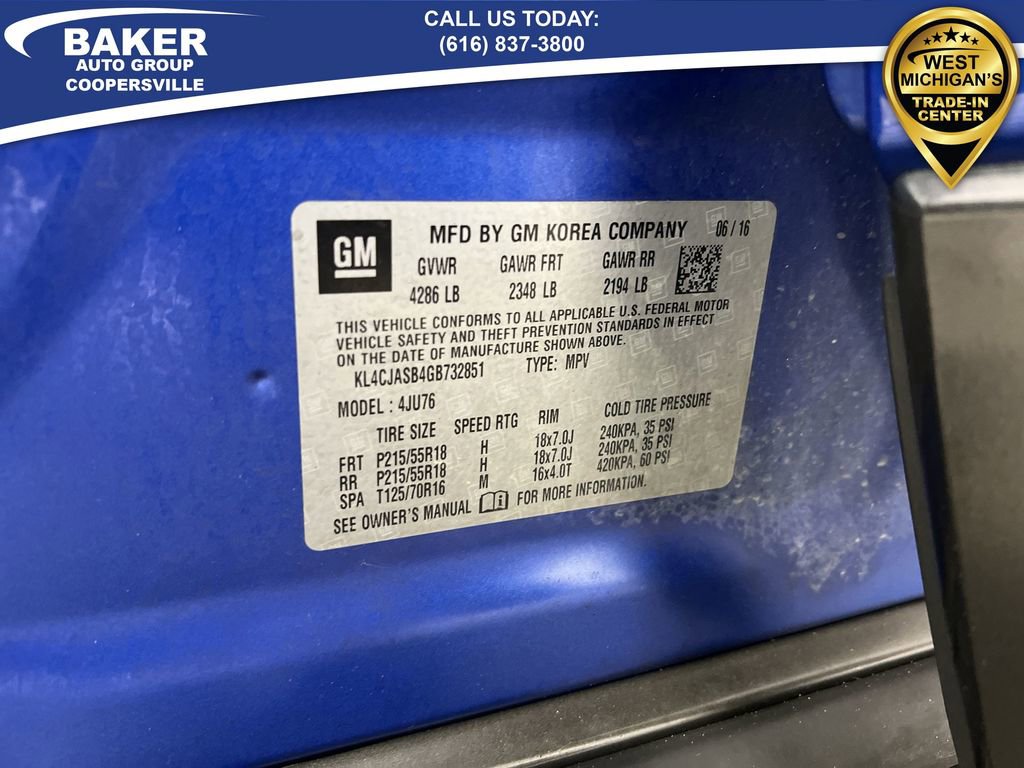 BAKER
AUTO GROUP
COOPERSVILLE
CALL US TODAY:
(616) 837-3800
WEST
MICHIGAN'S
TRADE-IN
CENTER
GM
MFD BY GM KOREA COMPANY 06 / 16
GVWR GAWR FRT GAWR RR
4286 LB 2348 LB 2194 LB
THIS VEHICLE CONFORMS TO ALL APPLICABLE U.S. FEDERAL MOTOR
VEHICLE SAFETY AND THEFT PREVENTION STANDARDS IN EFFECT
ON THE DATE OF MANUFACTURE SHOWN ABOVE.
KL4CJASB4GB732851 TYPE: MPV
MODEL : 4JU76
TIRE SIZE SPEED RTG RIM COLD TIRE PRESSURE
FRT P215/55R18 H 18x7.0J 240KPA, 35 PSI
RR P215/55R18 H 18x7.0J 240KPA, 35 PSI
SPA T125/70R16 M 16x4.0T 420KPA, 60 PSI
SEE OWNER'S MANUAL FOR MORE INFORMATION.